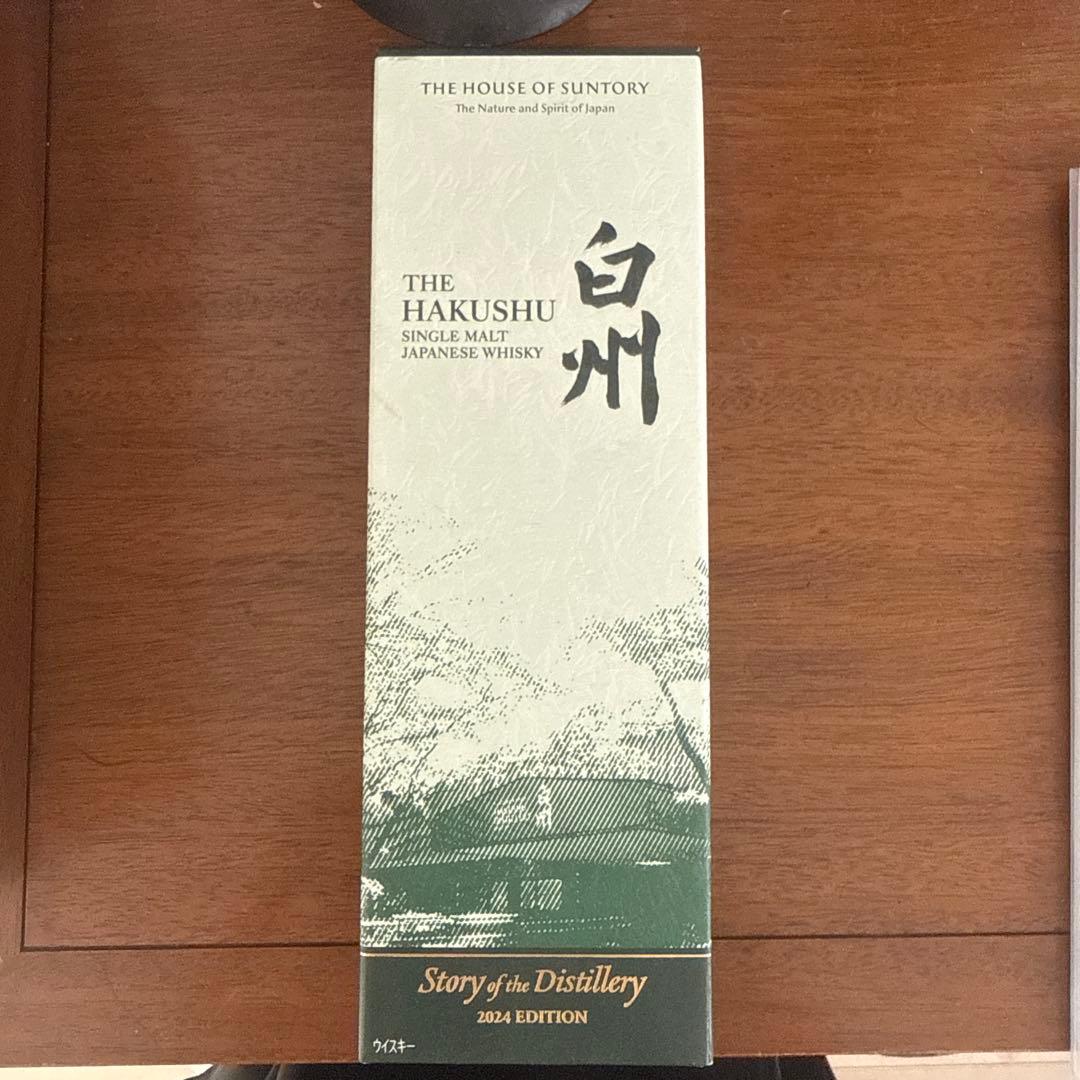 THE HOUSE OF SUNTORY
The Nature and Spirit of Japan
白州
THE
HAKUSHU
SINGLE MALT
JAPANESE WHISKY
Story of the Distillery
2024 EDITION
ウイスキー